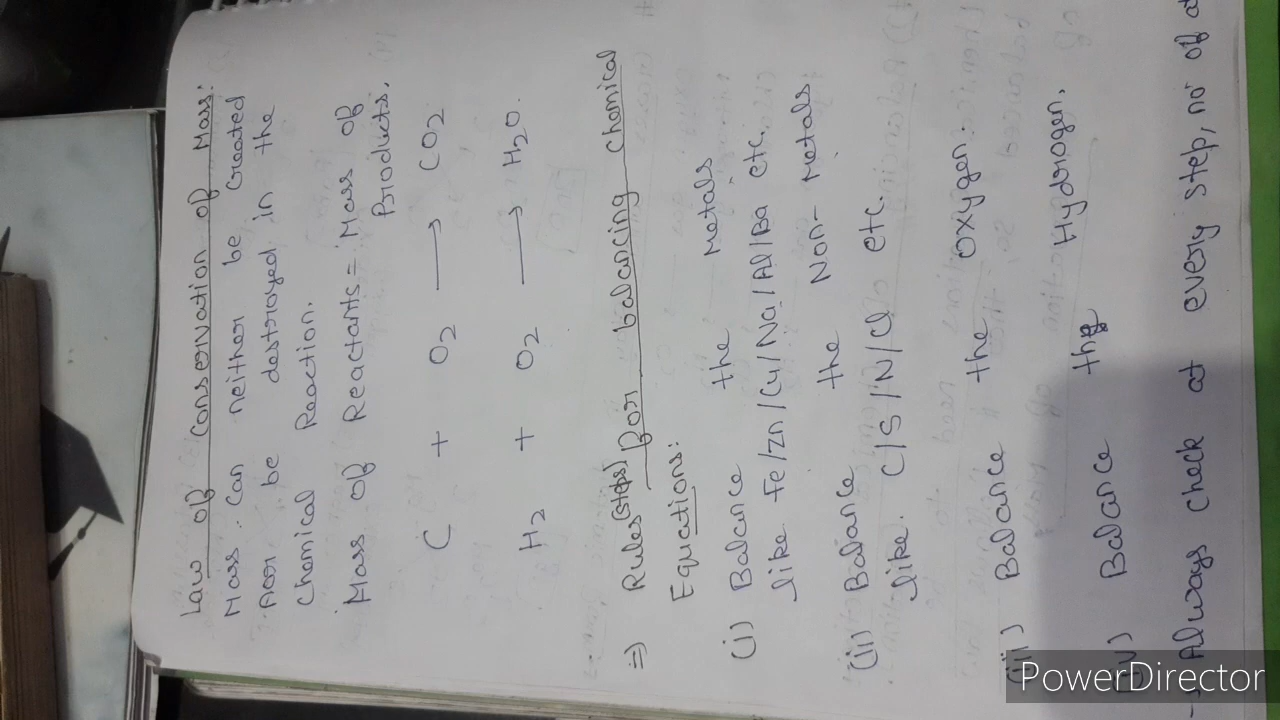 Law of Conservation of Mass:
Mass can neither be Created
nor be destroyed in the
Chemical Reaction.
Mass of Reactants = Mass of
Products.
C + O2 → CO2
H2 + O2 → H2O.
⇒) Rules (steps) for balancing chemical
Equations:
(i) Balance the Metals
like Fe/Zn/Cu/Na/Al/Ba etc.
(ii) Balance the Non-Metals
like. C/S/N/Cl etc.
(iii) Balance the Oxygen.
(iv) Balance the Hydrogen.
→ Always check at every step, no of at
PowerDirector